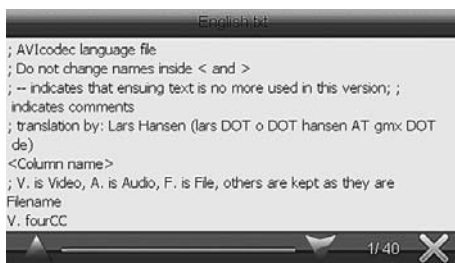 English.txt
; AVIcodec language file
; Do not change names inside < and >
; -- indicates that ensuing text is no more used in this version; ;
indicates comments
; translation by: Lars Hansen (lars DOT o DOT hansen AT gmx DOT
de)
<Column name>
; V. is Video, A. is Audio, F. is File, others are kept as they are
Filename
V. fourCC
1/40